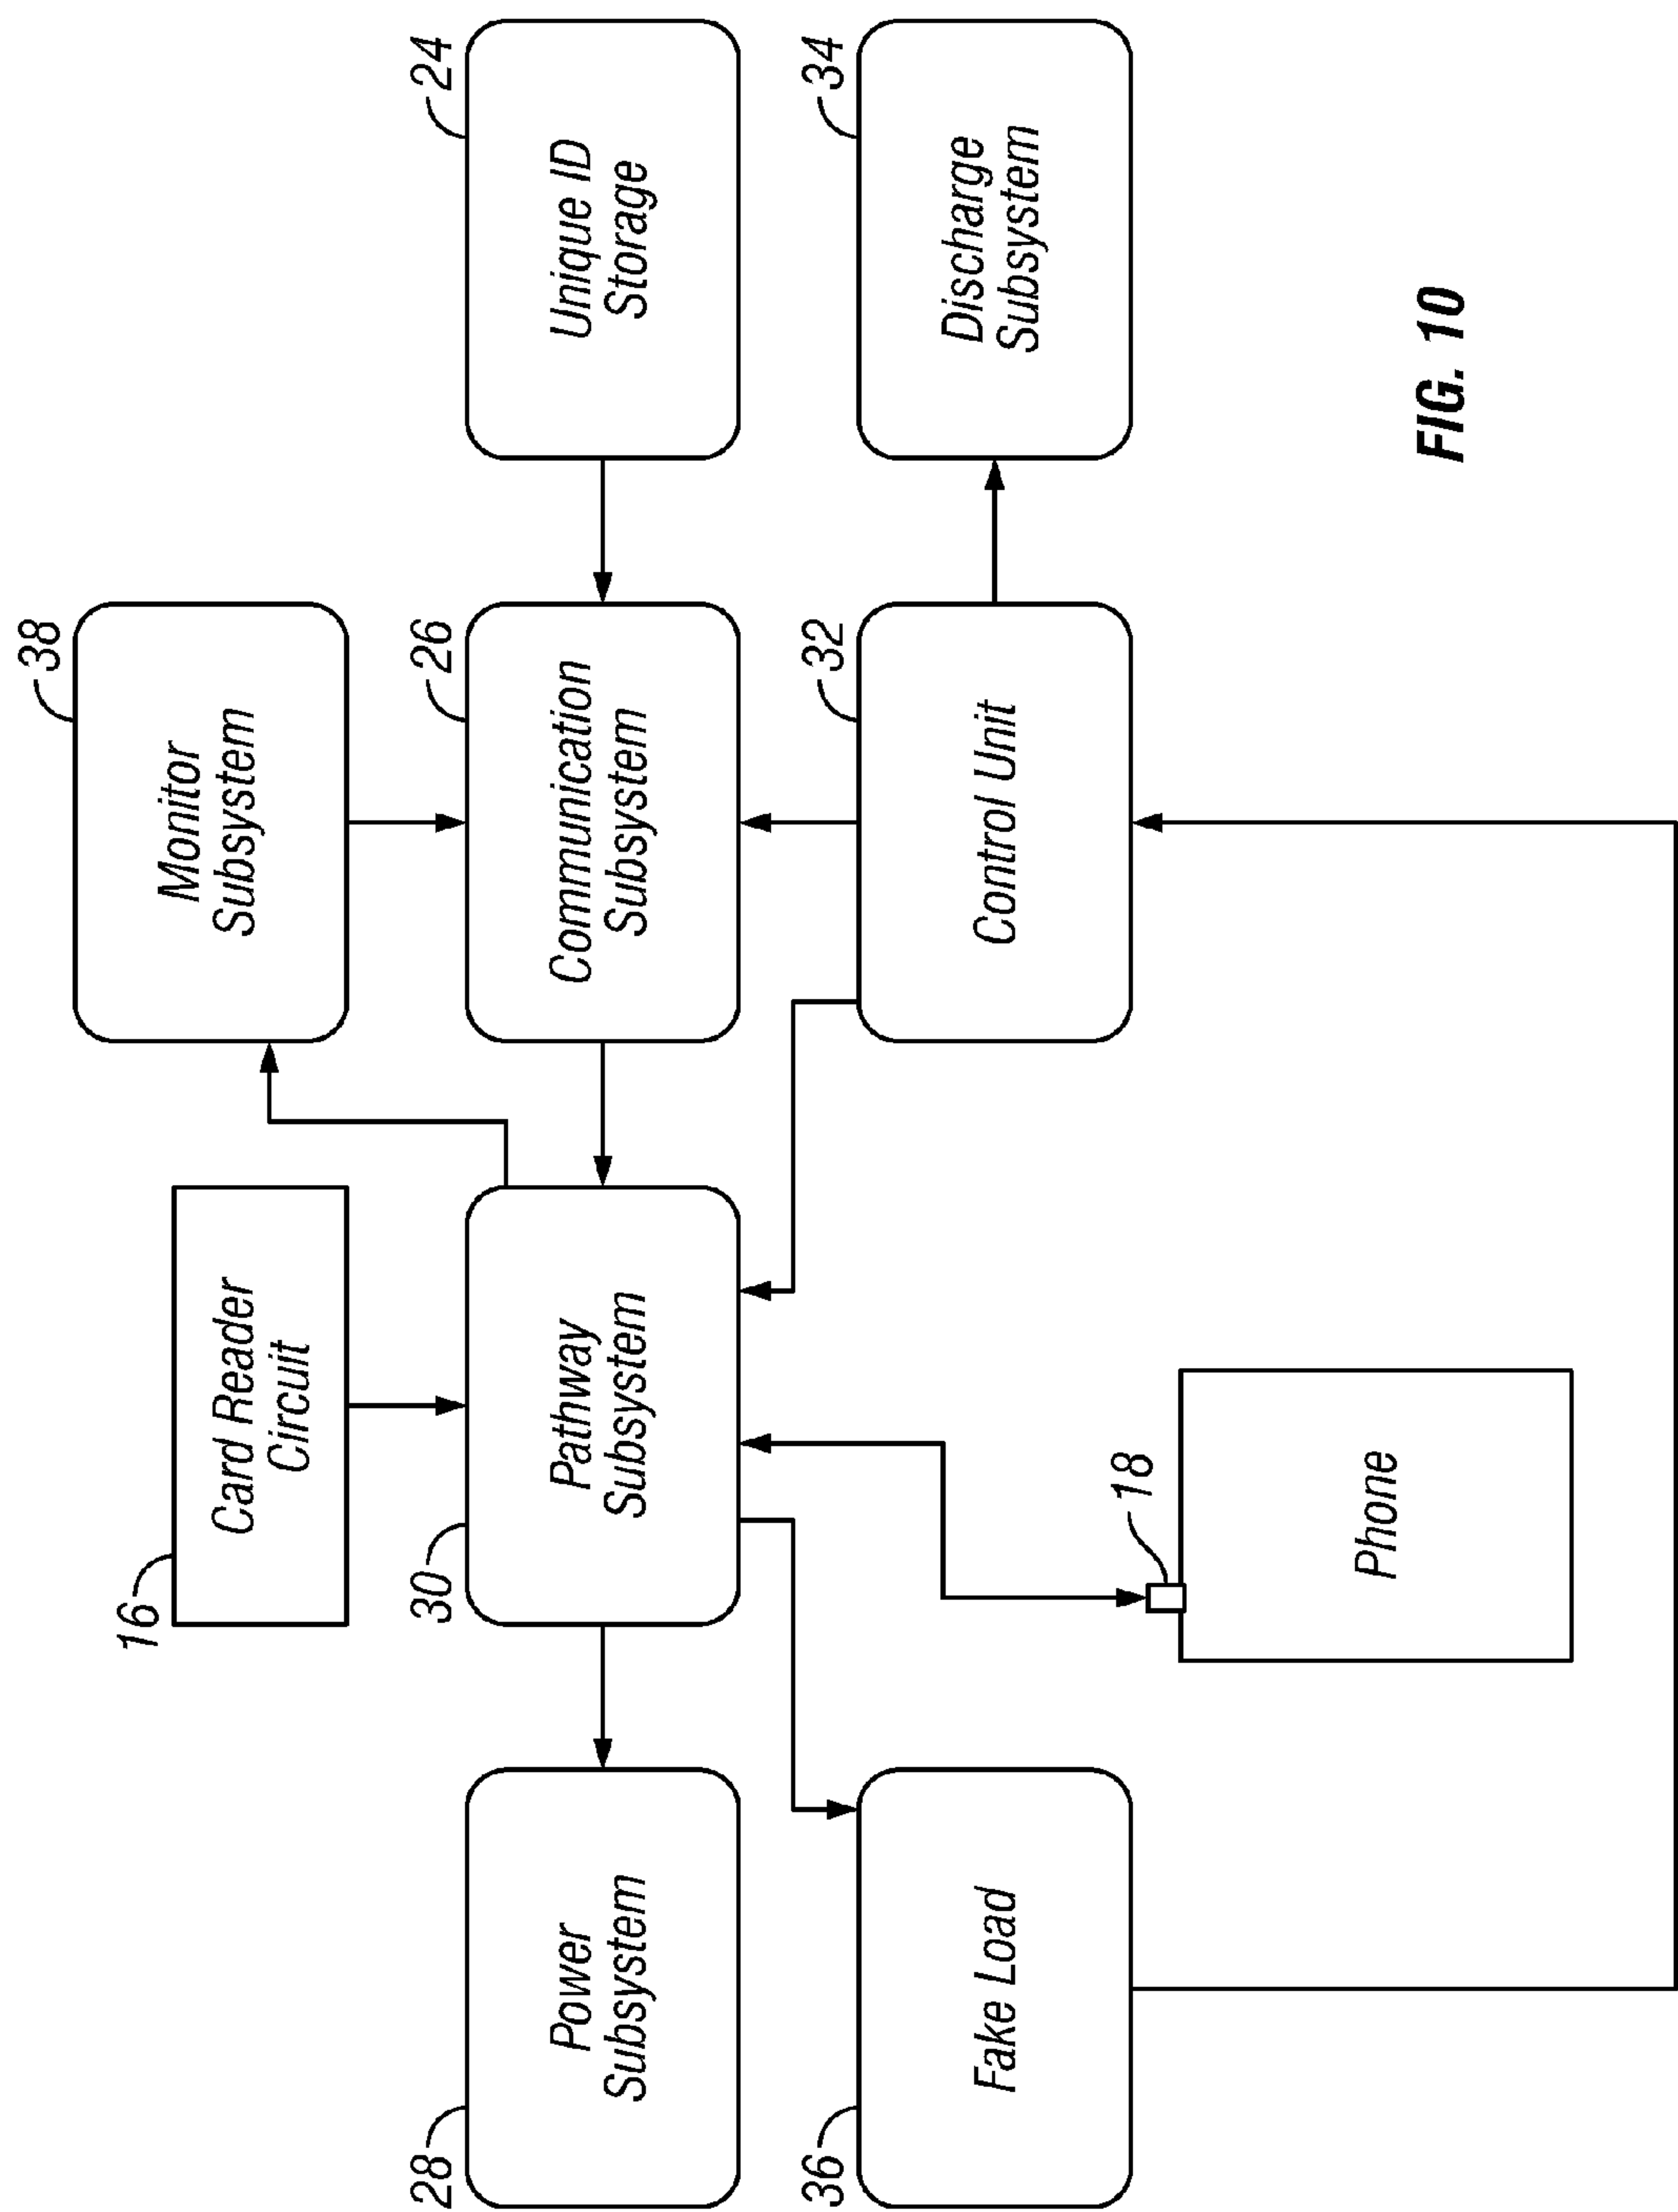 38
Monitor
Subsystem
16
Card Reader
Circuit
28
Power
Subsystem
30
Pathway
Subsystem
26
Communication
Subsystem
24
Unique ID
Storage
36
Fake Load
32
Control Unit
34
Discharge
Subsystem
18
Phone
FIG. 10